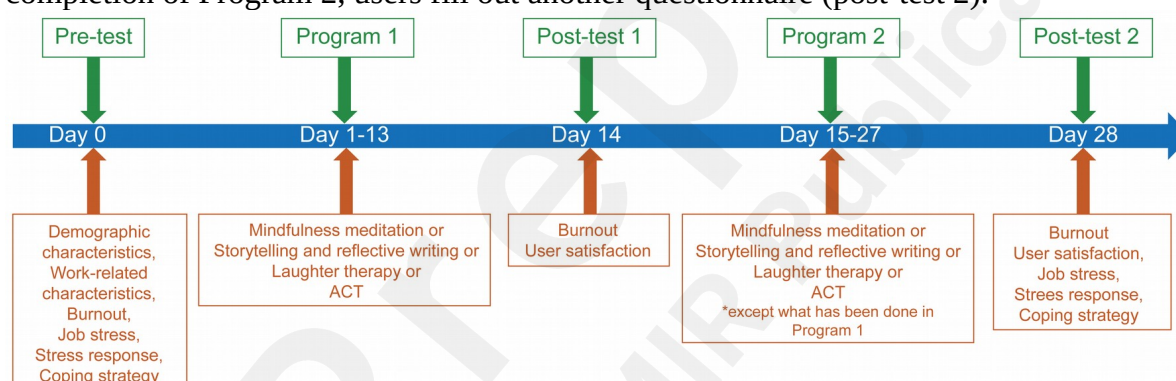 completion of Program 2, users fill out another questionnaire (post-test 2).
Pre-test
Program 1
Post-test 1
Program 2
Post-test 2
Day 0
Day 1-13
Day 14
Day 15-27
Day 28
Demographic
characteristics,
Work-related
characteristics,
Burnout,
Job stress,
Stress response,
Coping strategy
Mindfulness meditation or
Storytelling and reflective writing or
Laughter therapy or
ACT
Burnout
User satisfaction
Mindfulness meditation or
Storytelling and reflective writing or
Laughter therapy or
ACT
*except what has been done in
Program 1
Burnout
User satisfaction,
Job stress,
Strees response,
Coping strategy
Prep
JMIR Publica